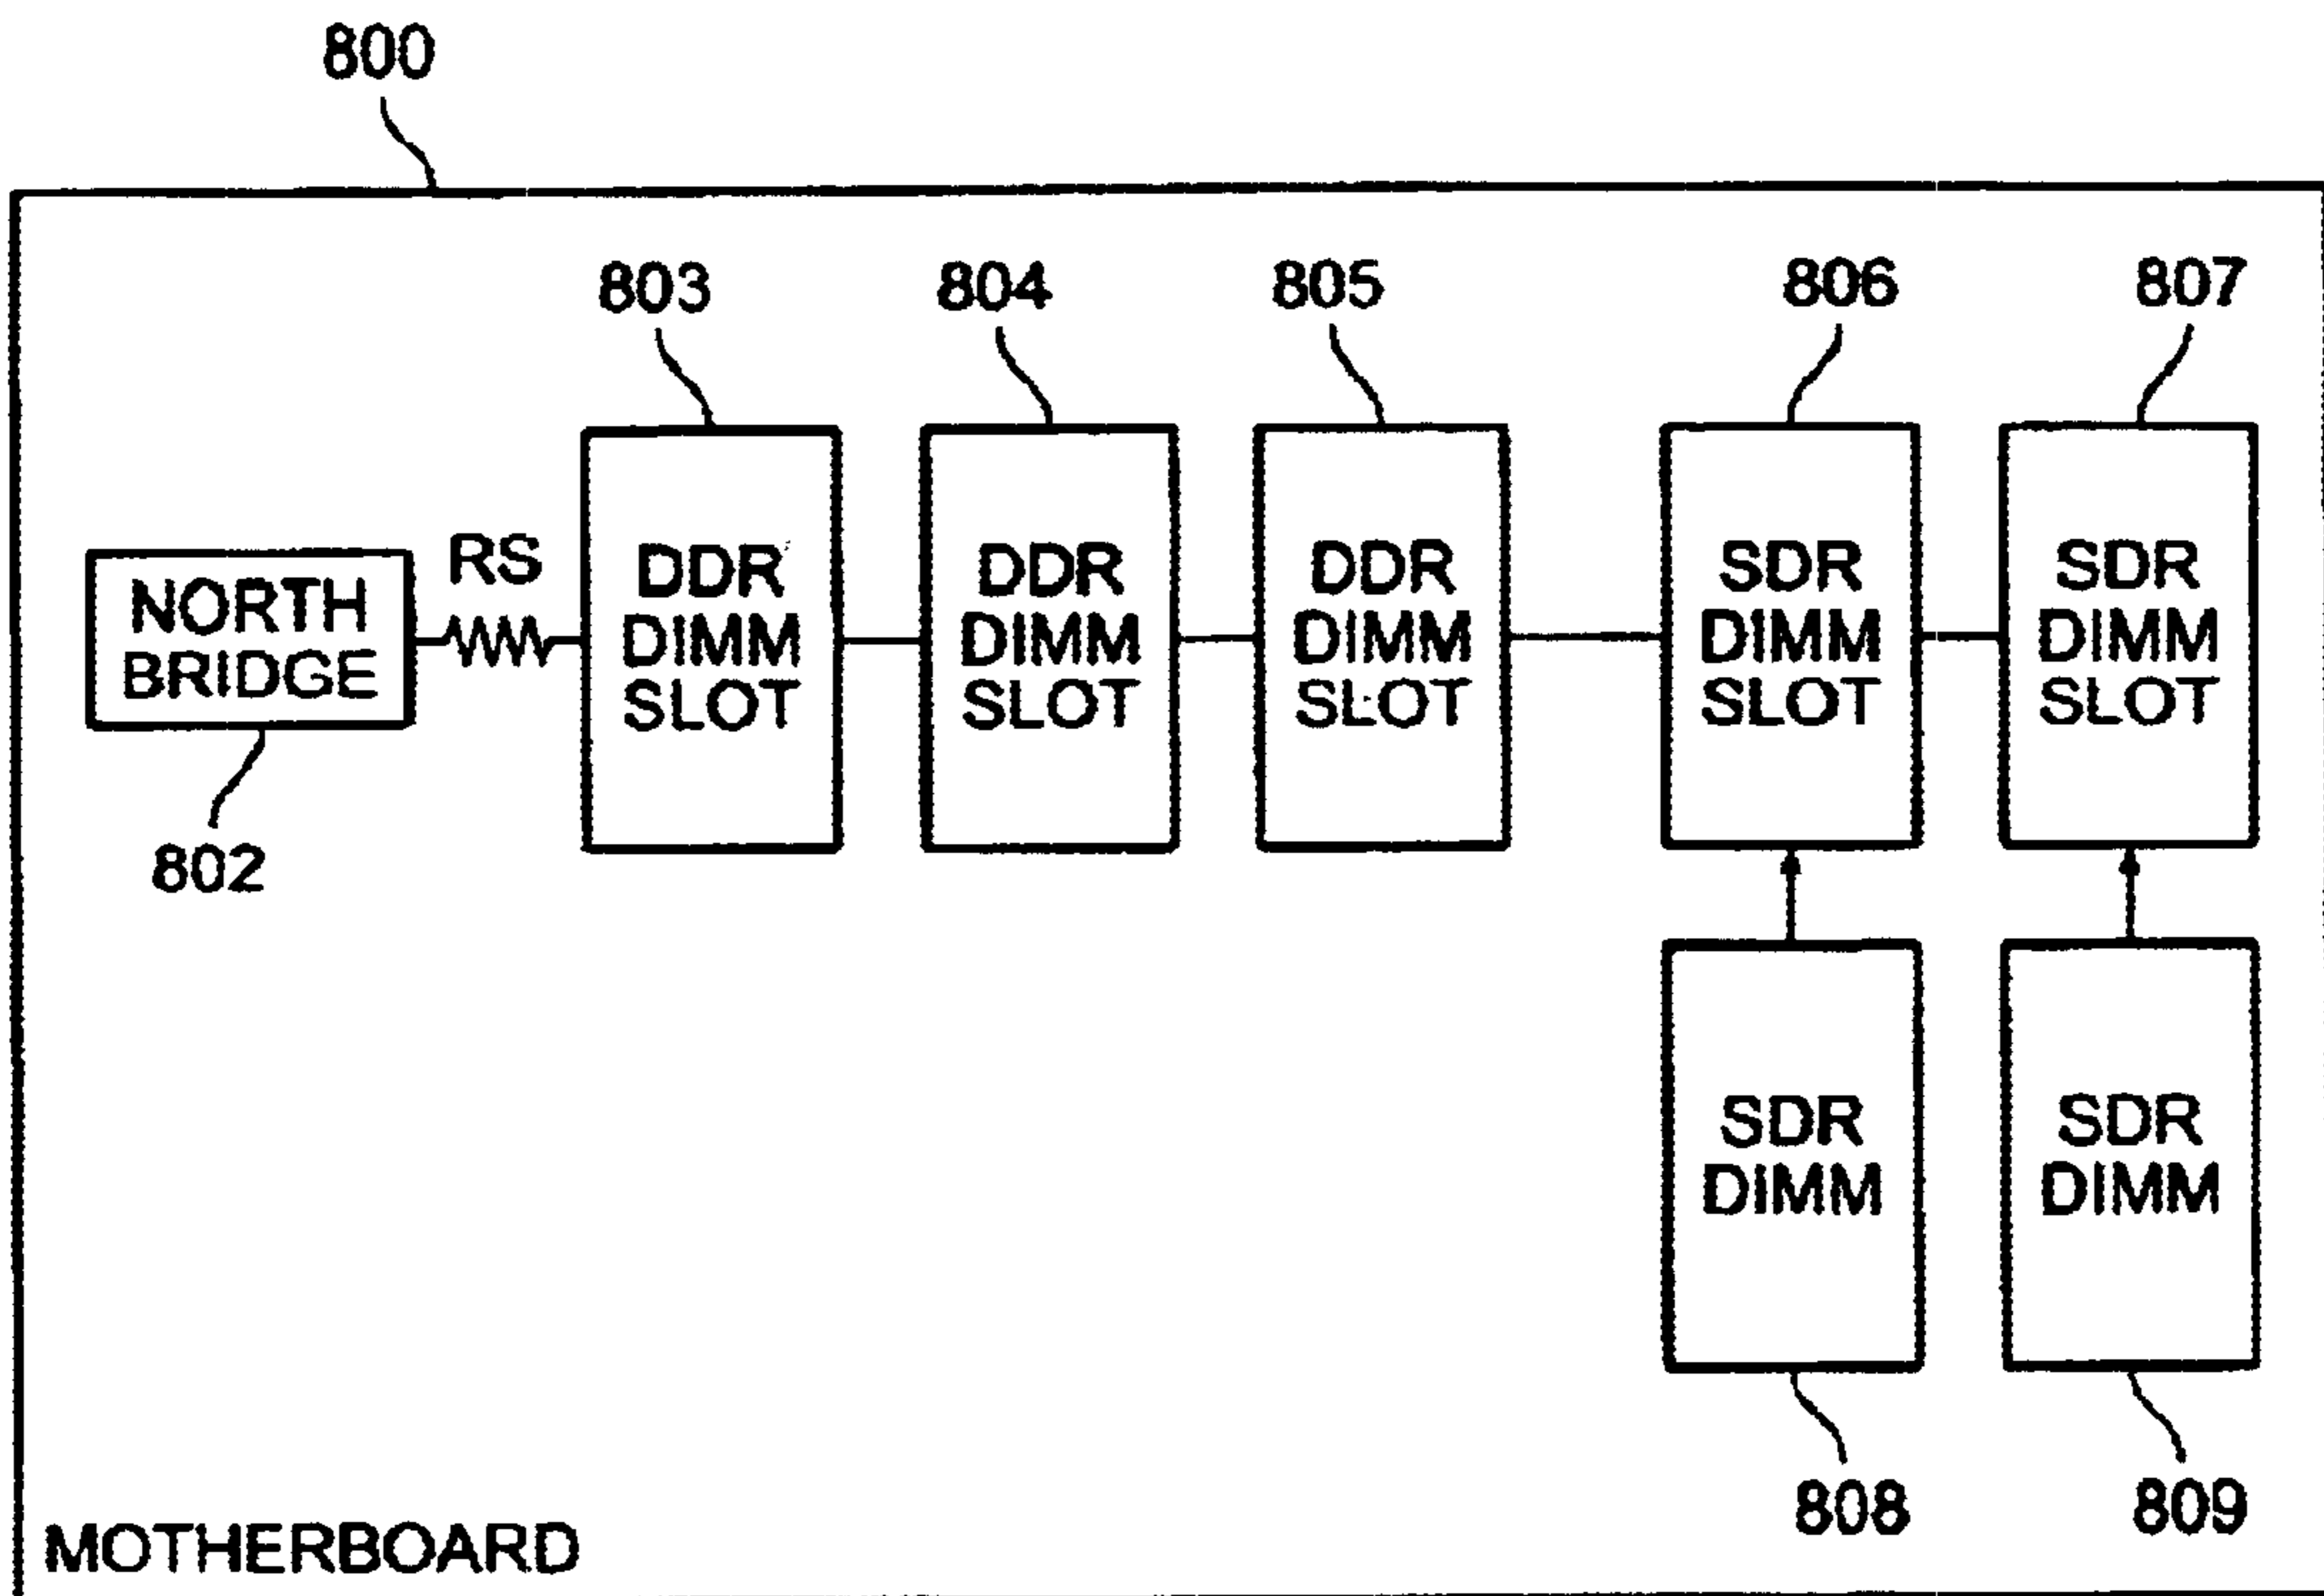 800
803
804
805
806
807
RS
NORTH
BRIDGE
DDR
DIMM
SLOT
DDR
DIMM
SLOT
DDR
DIMM
SLOT
SDR
DIMM
SLOT
SDR
DIMM
SLOT
802
SDR
DIMM
SDR
DIMM
808
809
MOTHERBOARD